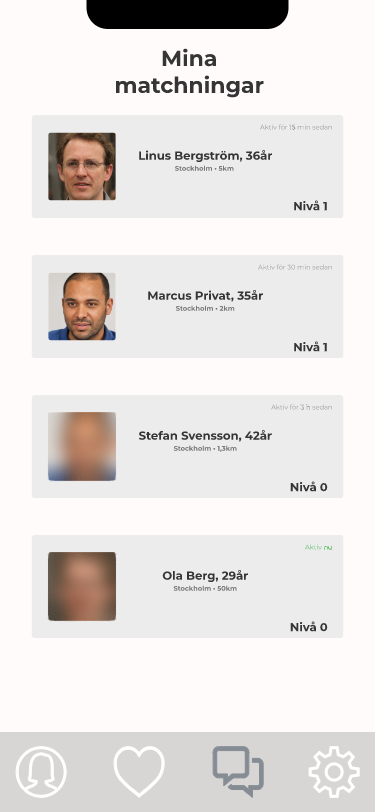 Mina
matchningar
Aktiv för 15 min sedan
Linus Bergström, 36år
Stockholm • 5km
Nivå 1
Aktiv för 30 min sedan
Marcus Privat, 35år
Stockholm • 2km
Nivå 1
Aktiv för 3 h sedan
Stefan Svensson, 42år
Stockholm • 1,3km
Nivå 0
Aktiv nu
Ola Berg, 29år
Stockholm • 50km
Nivå 0